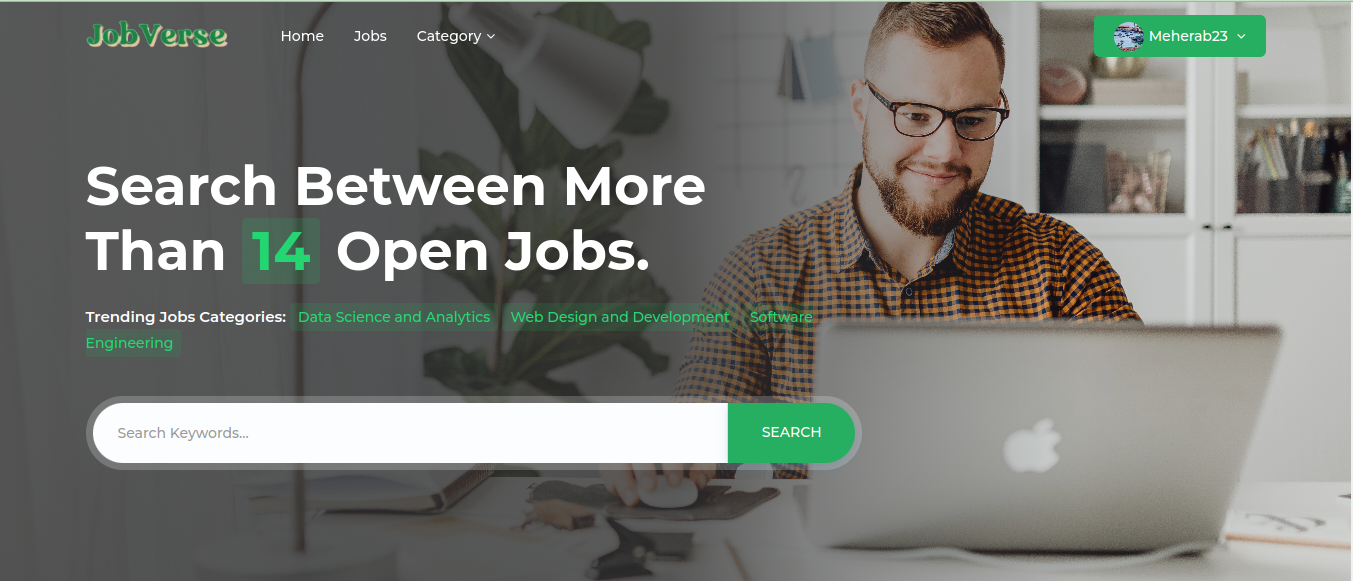 JobVerse
Home Jobs Category
Meherab23
Search Between More
Than 14 Open Jobs.
Trending Jobs Categories: Data Science and Analytics Web Design and Development Software
Engineering
Search Keywords...
SEARCH